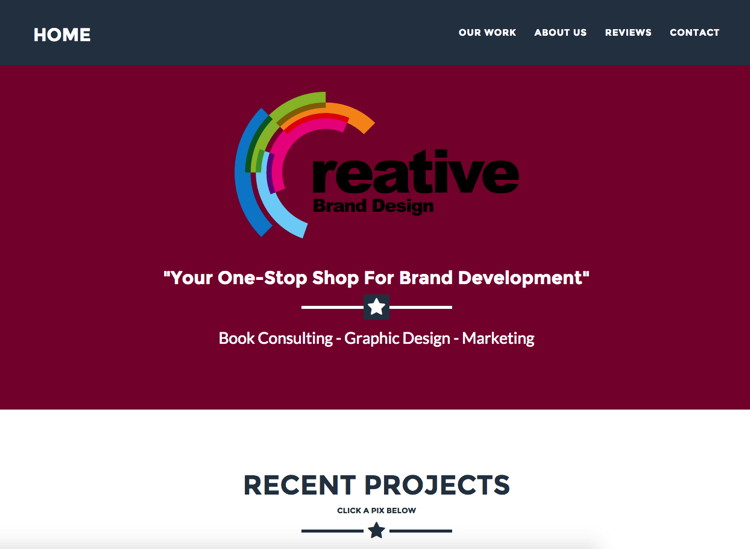 HOME
OUR WORK ABOUT US REVIEWS CONTACT
reative
Brand Design
"Your One-Stop Shop For Brand Development"
Book Consulting - Graphic Design - Marketing
RECENT PROJECTS
CLICK A PIX BELOW